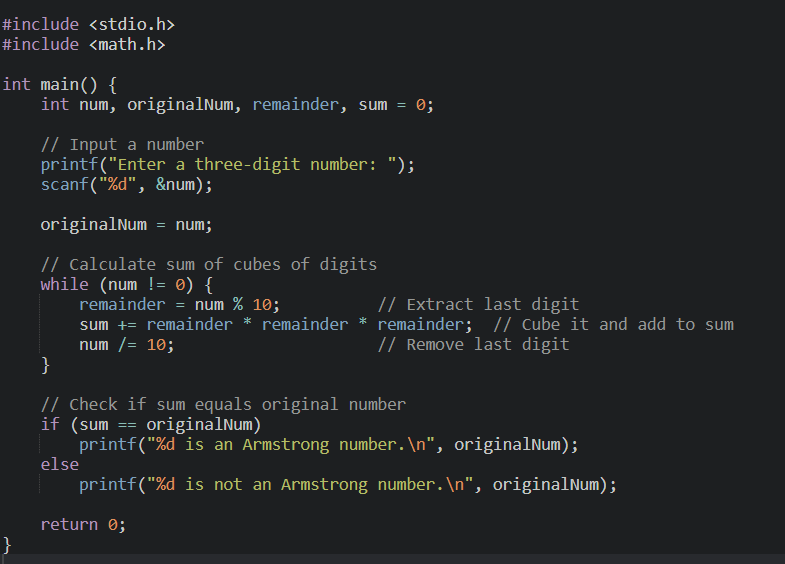 #include <stdio.h>
#include <math.h>

int main() {
    int num, originalNum, remainder, sum = 0;

    // Input a number
    printf("Enter a three-digit number: ");
    scanf("%d", &num);

    originalNum = num;

    // Calculate sum of cubes of digits
    while (num != 0) {
        remainder = num % 10;          // Extract last digit
        sum += remainder * remainder * remainder;  // Cube it and add to sum
        num /= 10;                     // Remove last digit
    }

    // Check if sum equals original number
    if (sum == originalNum)
        printf("%d is an Armstrong number.\n", originalNum);
    else
        printf("%d is not an Armstrong number.\n", originalNum);

    return 0;
}